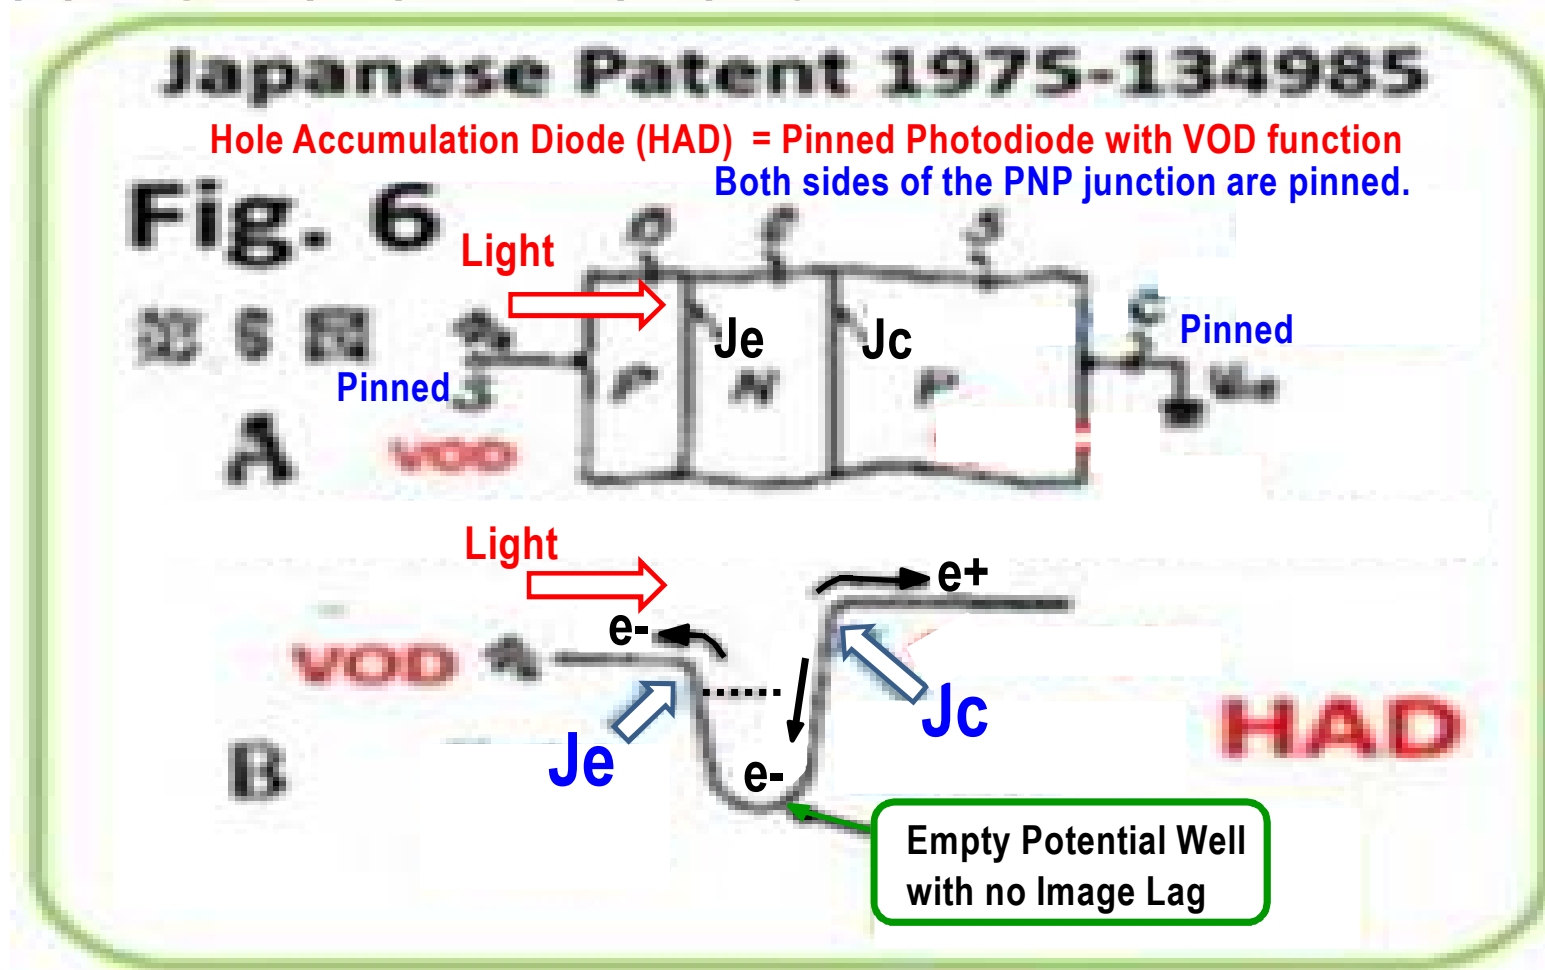 Japanese Patent 1975-134985
Hole Accumulation Diode (HAD) = Pinned Photodiode with VOD function
Both sides of the PNP junction are pinned.
Fig. 6
Light
Je
Jc
C
Pinned
6
Pinned
P
N
P
A
VOD
Light
e+
e-
VOD
Je
Jc
HAD
B
e-
Empty Potential Well
with no Image Lag